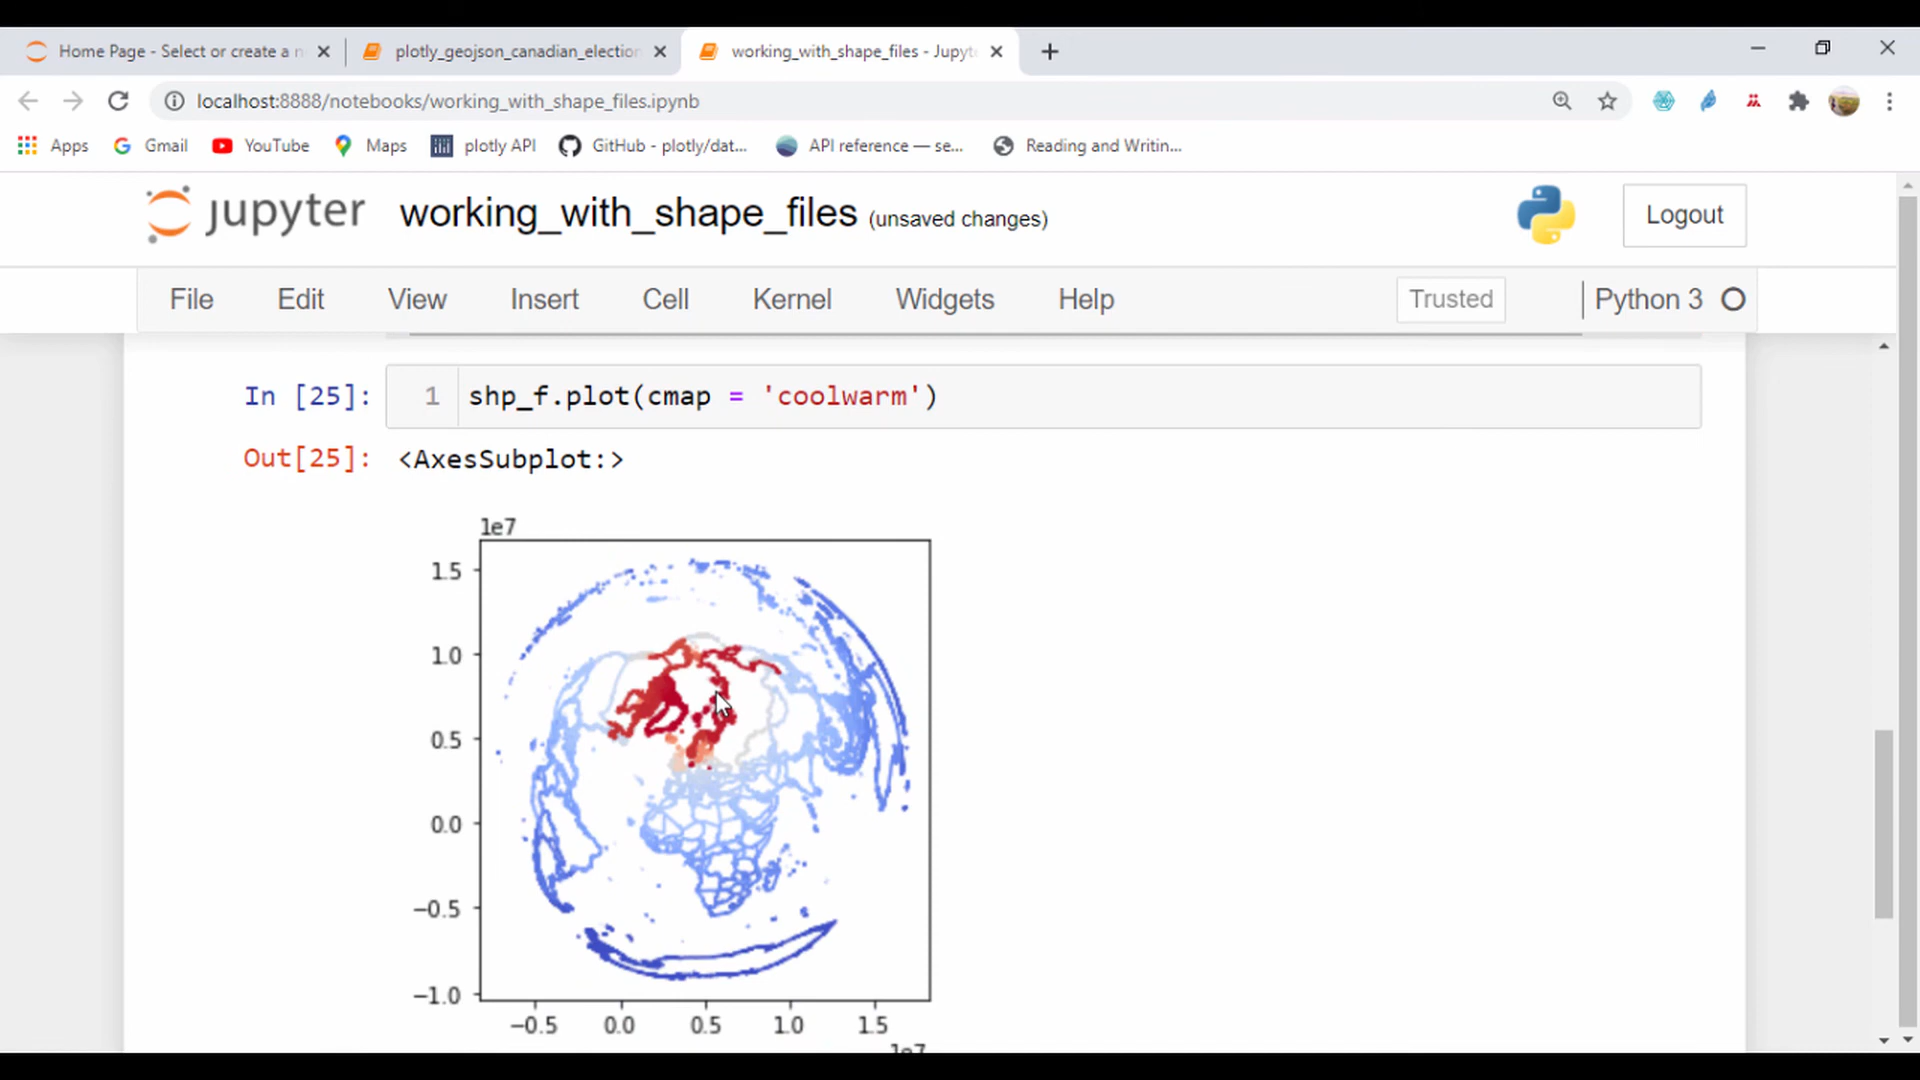 Home Page - Select or create a n
plotly_geojson_canadian_election
working_with_shape_files - Jupyt
localhost:8888/notebooks/working_with_shape_files.ipynb
Apps Gmail YouTube Maps plotly API GitHub - plotly/dat... API reference — se... Reading and Writin...
jupyter working_with_shape_files (unsaved changes) Logout
File Edit View Insert Cell Kernel Widgets Help Trusted Python 3
In [25]: 1 shp_f.plot(cmap = 'coolwarm')
Out[25]: <AxesSubplot:>
1e7
1.5
1.0
0.5
0.0
−0.5
−1.0
−0.5 0.0 0.5 1.0 1.5
1e7